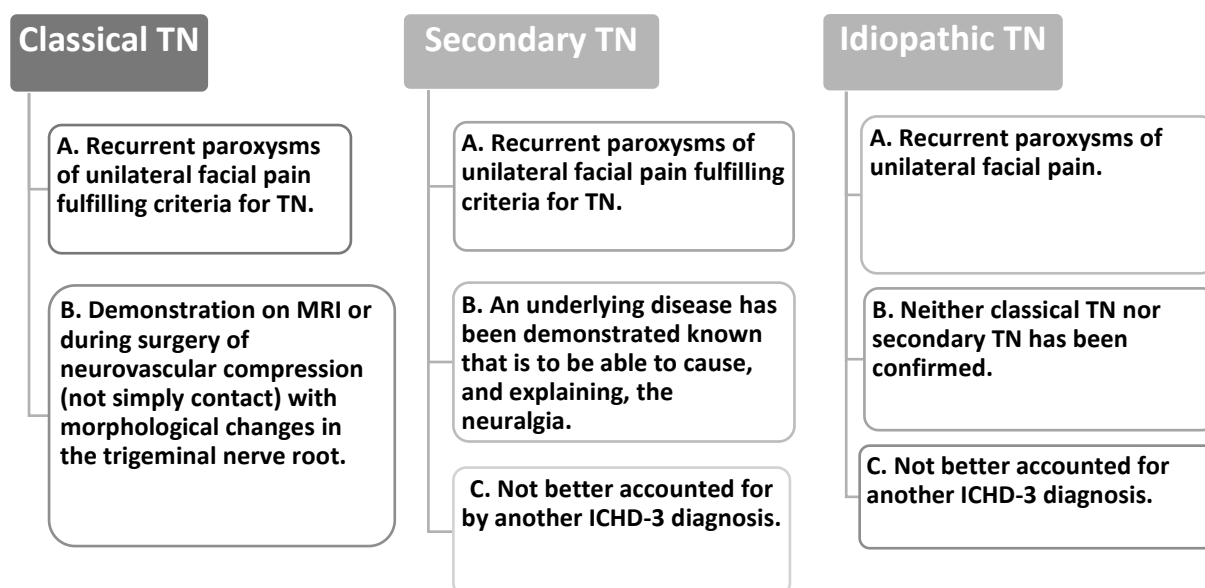 Classical TN
A. Recurrent paroxysms
of unilateral facial pain
fulfilling criteria for TN.
B. Demonstration on MRI or
during surgery of
neurovascular compression
(not simply contact) with
morphological changes in
the trigeminal nerve root.
Secondary TN
A. Recurrent paroxysms of
unilateral facial pain fulfilling
criteria for TN.
B. An underlying disease has
been demonstrated known
that is to be able to cause,
and explaining, the
neuralgia.
C. Not better accounted for
by another ICHD-3 diagnosis.
Idiopathic TN
A. Recurrent paroxysms of
unilateral facial pain.
B. Neither classical TN nor
secondary TN has been
confirmed.
C. Not better accounted for
another ICHD-3 diagnosis.